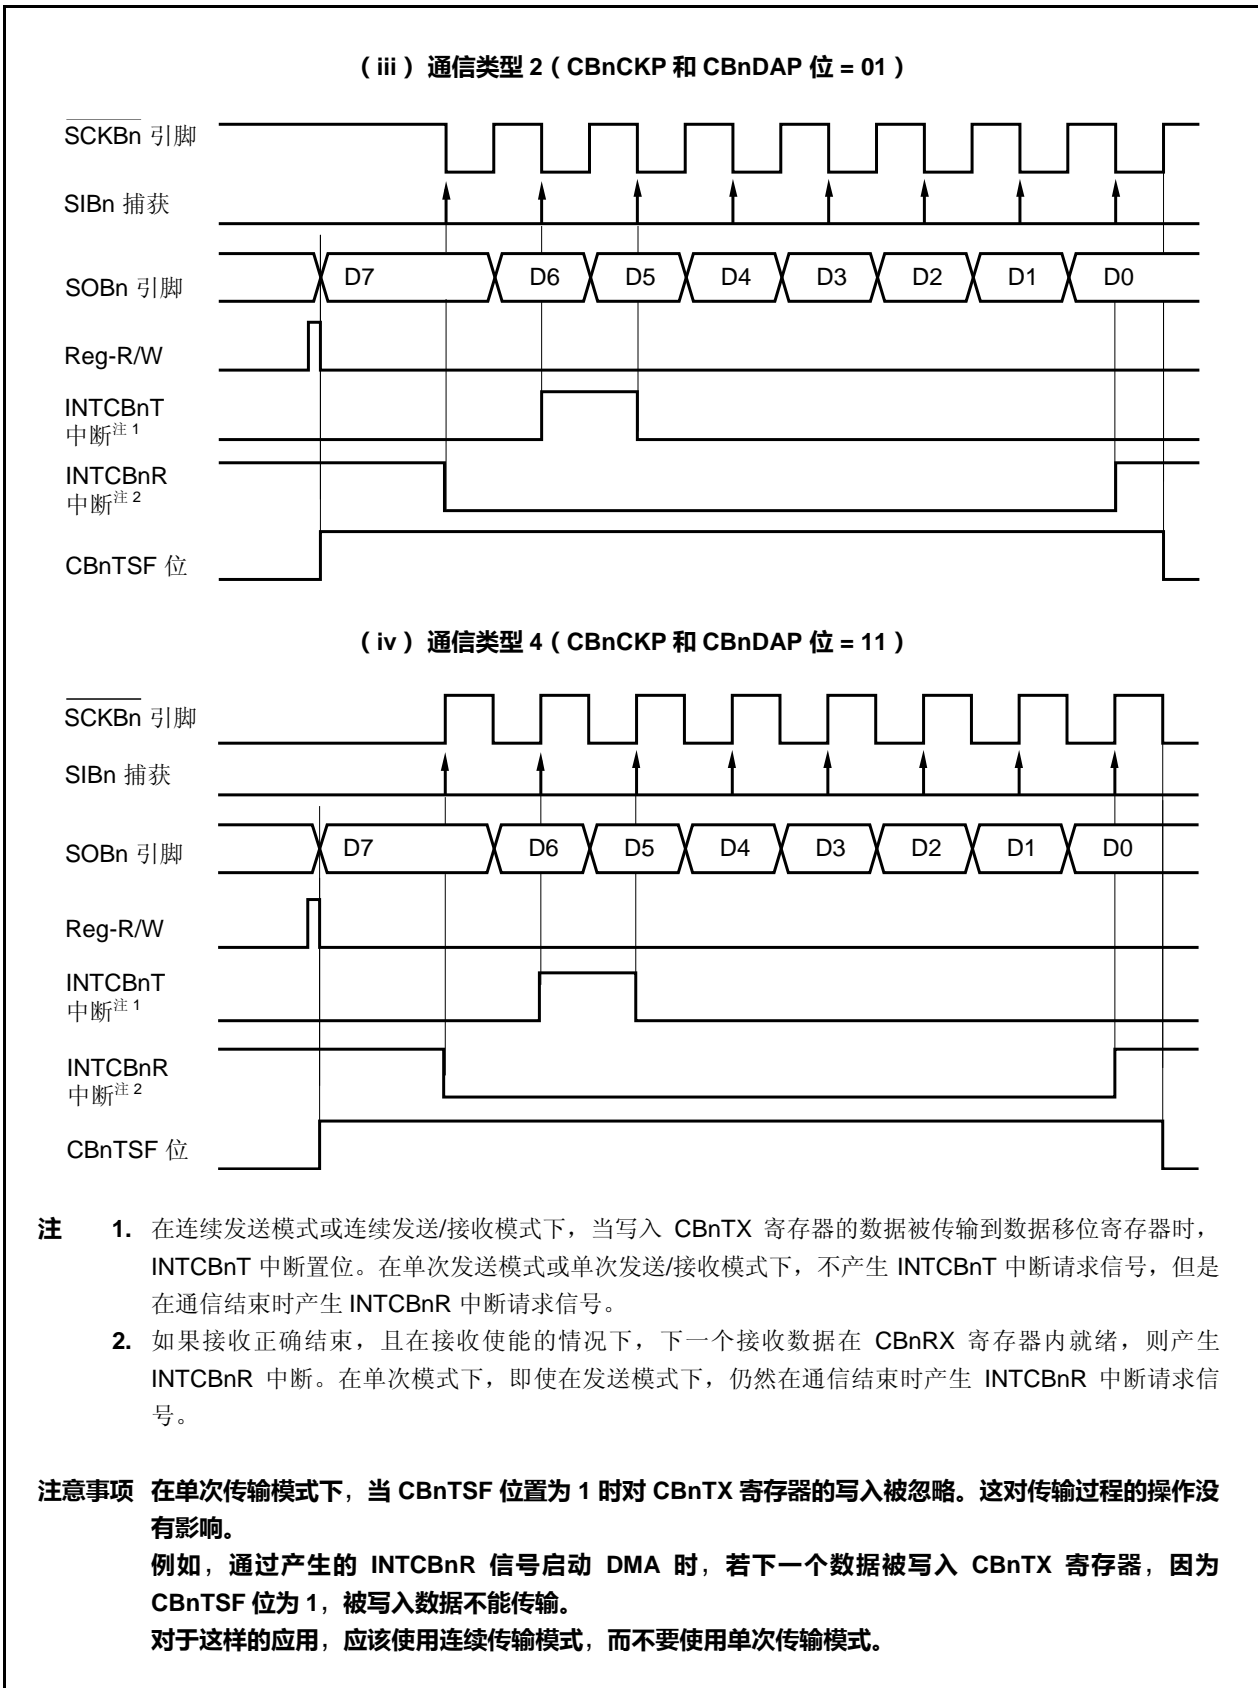 （iii） 通信类型 2（CBnCKP 和 CBnDAP 位 = 01）
SCKBn 引脚
SIBn 捕获
SOBn 引脚
D7 D6 D5 D4 D3 D2 D1 D0
Reg-R/W
INTCBnT
中断注 1
INTCBnR
中断注 2
CBnTSF 位
（iv） 通信类型 4（CBnCKP 和 CBnDAP 位 = 11）
SCKBn 引脚
SIBn 捕获
SOBn 引脚
D7 D6 D5 D4 D3 D2 D1 D0
Reg-R/W
INTCBnT
中断注 1
INTCBnR
中断注 2
CBnTSF 位
注 1. 在连续发送模式或连续发送/接收模式下，当写入 CBnTX 寄存器的数据被传输到数据移位寄存器时，
INTCBnT 中断置位。在单次发送模式或单次发送/接收模式下，不产生 INTCBnT 中断请求信号，但是
在通信结束时产生 INTCBnR 中断请求信号。
2. 如果接收正确结束，且在接收使能的情况下，下一个接收数据在 CBnRX 寄存器内就绪，则产生
INTCBnR 中断。在单次模式下，即使在发送模式下，仍然在通信结束时产生 INTCBnR 中断请求信
号。
注意事项 在单次传输模式下，当 CBnTSF 位置为 1 时对 CBnTX 寄存器的写入被忽略。这对传输过程的操作没
有影响。
例如，通过产生的 INTCBnR 信号启动 DMA 时，若下一个数据被写入 CBnTX 寄存器，因为
CBnTSF 位为 1，被写入数据不能传输。
对于这样的应用，应该使用连续传输模式，而不要使用单次传输模式。